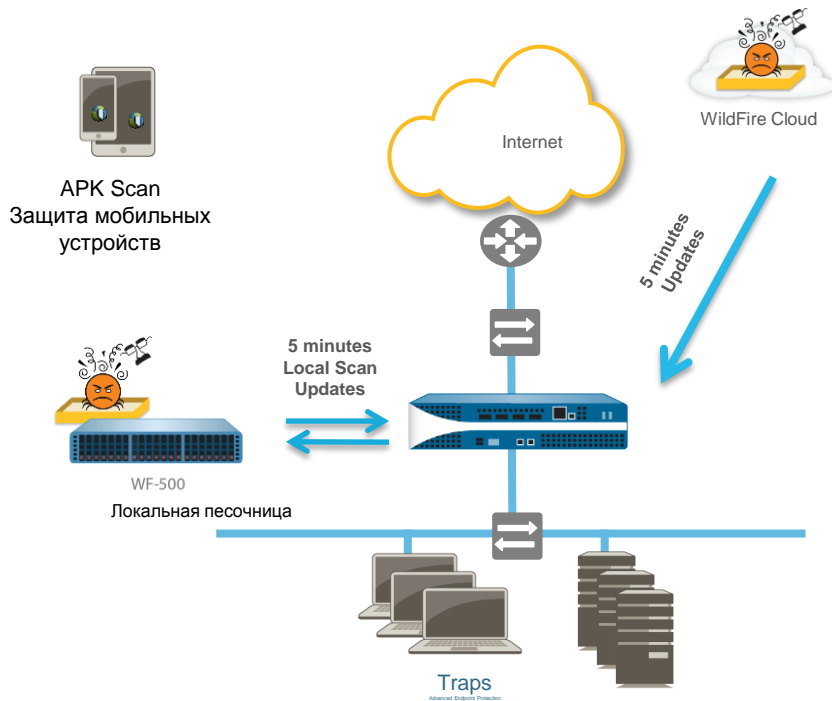 Internet
WildFire Cloud
APK Scan
Защита мобильных
устройств
5 minutes
Updates
5 minutes
Local Scan
Updates
WF-500
Локальная песочница
Traps
Advanced Endpoint Protection